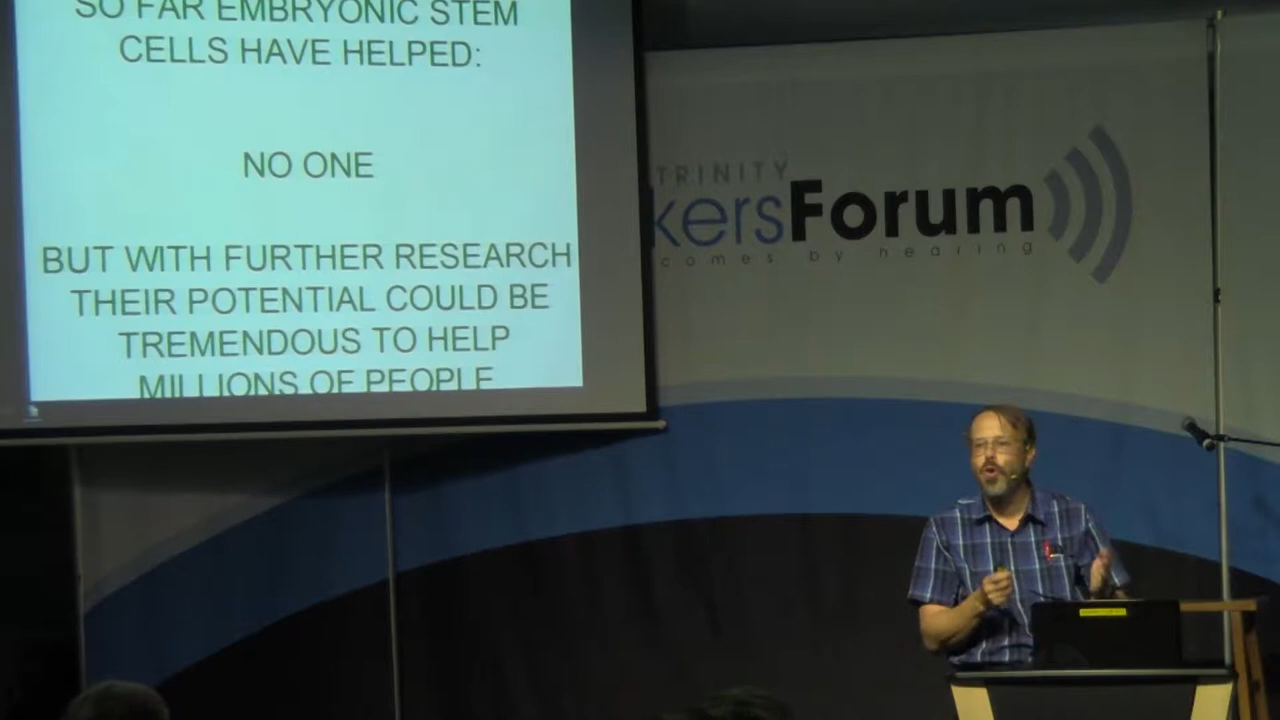 SO FAR EMBRYONIC STEM
CELLS HAVE HELPED:
NO ONE
BUT WITH FURTHER RESEARCH
THEIR POTENTIAL COULD BE
TREMENDOUS TO HELP
MILLIONS OF PEOPLE
TRINITY
kersForum
comes by hearing